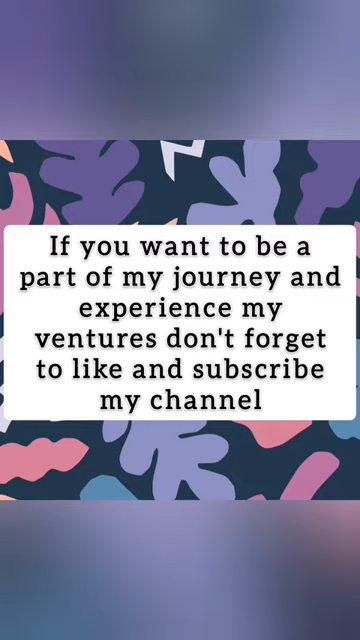 If you want to be a
part of my journey and
experience my
ventures don't forget
to like and subscribe
my channel